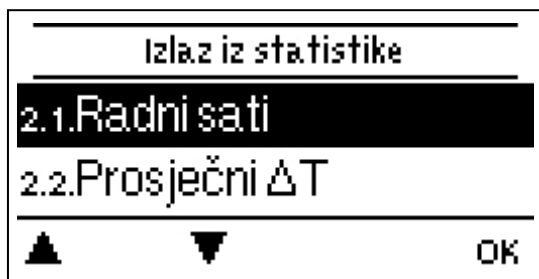 Izlaz iz statistike
2.1.Radni sati
2.2.Prosječni ΔT
▲ ▼ OK